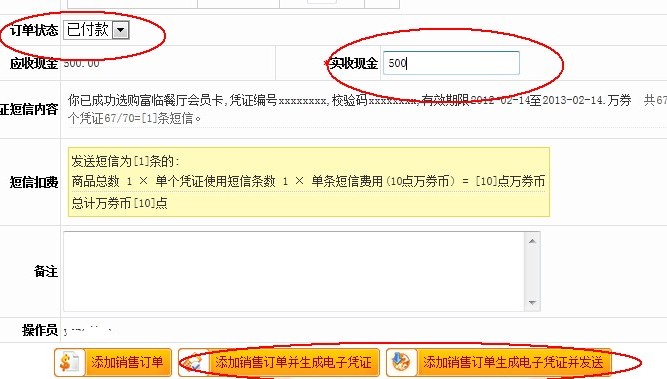 订单状态 已付款
应收现金 500.00 *实收现金 500
证短信内容 你已成功选购富临餐厅会员卡,凭证编号xxxxxxxx,校验码xxxxxxxx,有效期限2012-02-14至2013-02-14.万券 共67
个凭证67/70=[1]条短信。
短信扣费 发送短信为[1]条的:
商品总数 1 × 单个凭证使用短信条数 1 × 单条短信费用(10点万券币) = [10]点万券币
总计万券币[10]点
备注
操作员
添加销售订单 添加销售订单并生成电子凭证 添加销售订单生成电子凭证并发送